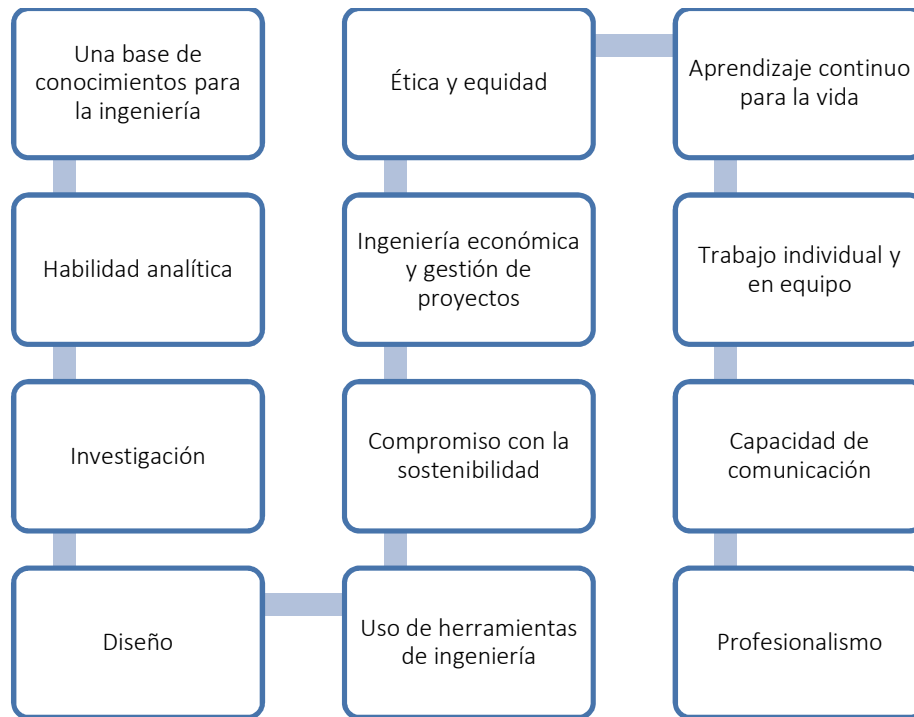 Una base de
conocimientos para
la ingeniería
Habilidad analítica
Investigación
Diseño
Uso de herramientas
de ingeniería
Compromiso con la
sostenibilidad
Ingeniería económica
y gestión de
proyectos
Ética y equidad
Aprendizaje continuo
para la vida
Trabajo individual y
en equipo
Capacidad de
comunicación
Profesionalismo